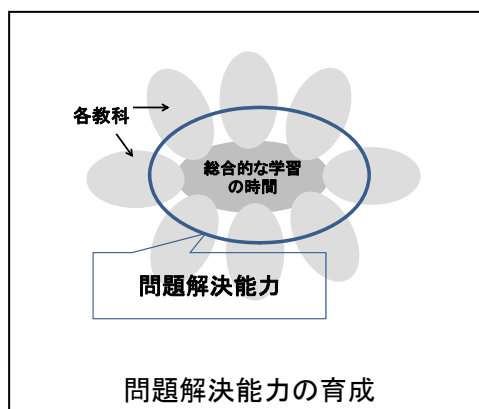 各教科
総合的な学習
の時間
問題解決能力
問題解決能力の育成